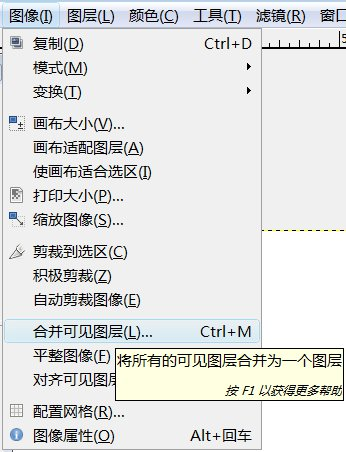 图像(I) 图层(L) 颜色(C) 工具(T) 滤镜(R) 窗口
复制(D) Ctrl+D
模式(M)
变换(T)
画布大小(V)...
画布适配图层(A)
使画布适合选区(I)
打印大小(P)...
缩放图像(S)...
剪裁到选区(C)
积极剪裁(Z)
自动剪裁图像(E)
合并可见图层(L)... Ctrl+M
平整图像(F)
将所有的可见图层合并为一个图层
对齐可见图层
按 F1 以获得更多帮助
配置网格(R)...
图像属性(O) Alt+回车